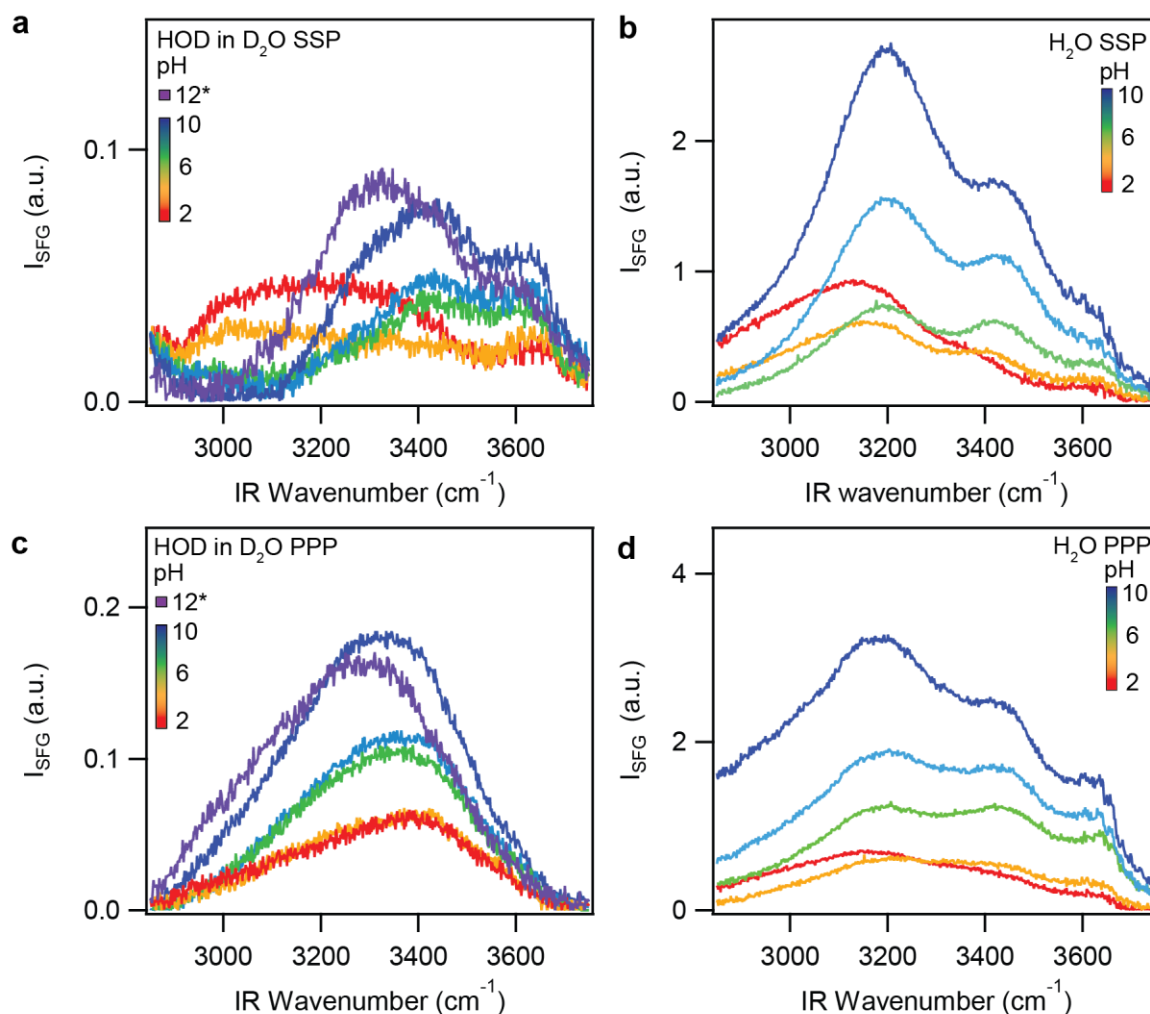 a
HOD in D₂O SSP
pH
12*
10
6
2
0.1
0.0
I_SFG (a.u.)
3000 3200 3400 3600
IR Wavenumber (cm⁻¹)
b
H₂O SSP
pH
10
6
2
2
1
0
I_SFG (a.u.)
3000 3200 3400 3600
IR wavenumber (cm⁻¹)
c
HOD in D₂O PPP
pH
12*
10
6
2
0.2
0.1
0.0
I_SFG (a.u.)
3000 3200 3400 3600
IR Wavenumber (cm⁻¹)
d
H₂O PPP
pH
10
6
2
4
2
0
I_SFG (a.u.)
3000 3200 3400 3600
IR Wavenumber (cm⁻¹)